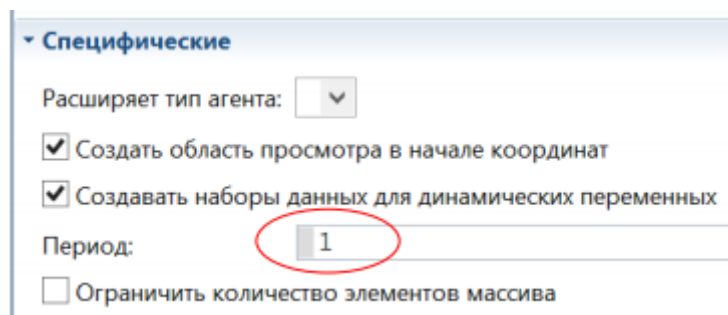 Специфические
Расширяет тип агента:
Создать область просмотра в начале координат
Создавать наборы данных для динамических переменных
Период: 1
Ограничить количество элементов массива